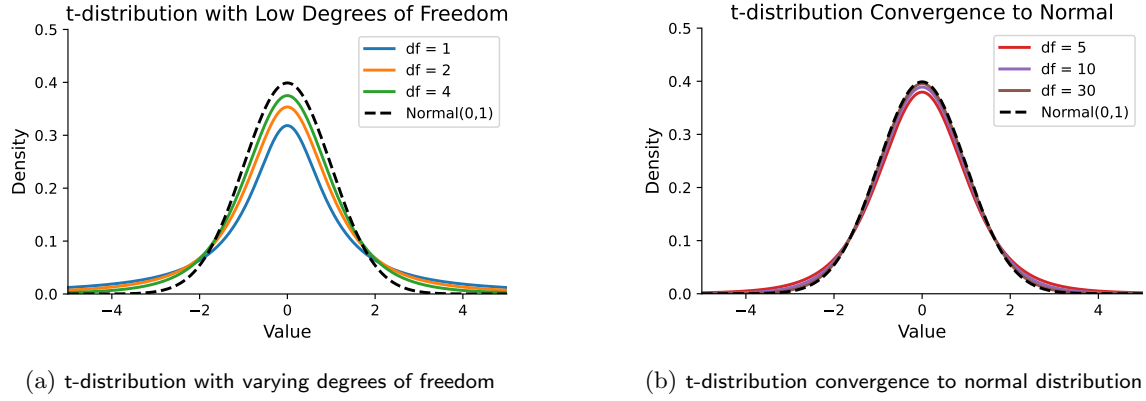 t-distribution with Low Degrees of Freedom
0.5
0.4
0.3
0.2
0.1
0.0
Density
−4
−2
0
2
4
Value
df = 1
df = 2
df = 4
Normal(0,1)
(a) t-distribution with varying degrees of freedom
t-distribution Convergence to Normal
0.5
0.4
0.3
0.2
0.1
0.0
Density
−4
−2
0
2
4
Value
df = 5
df = 10
df = 30
Normal(0,1)
(b) t-distribution convergence to normal distribution